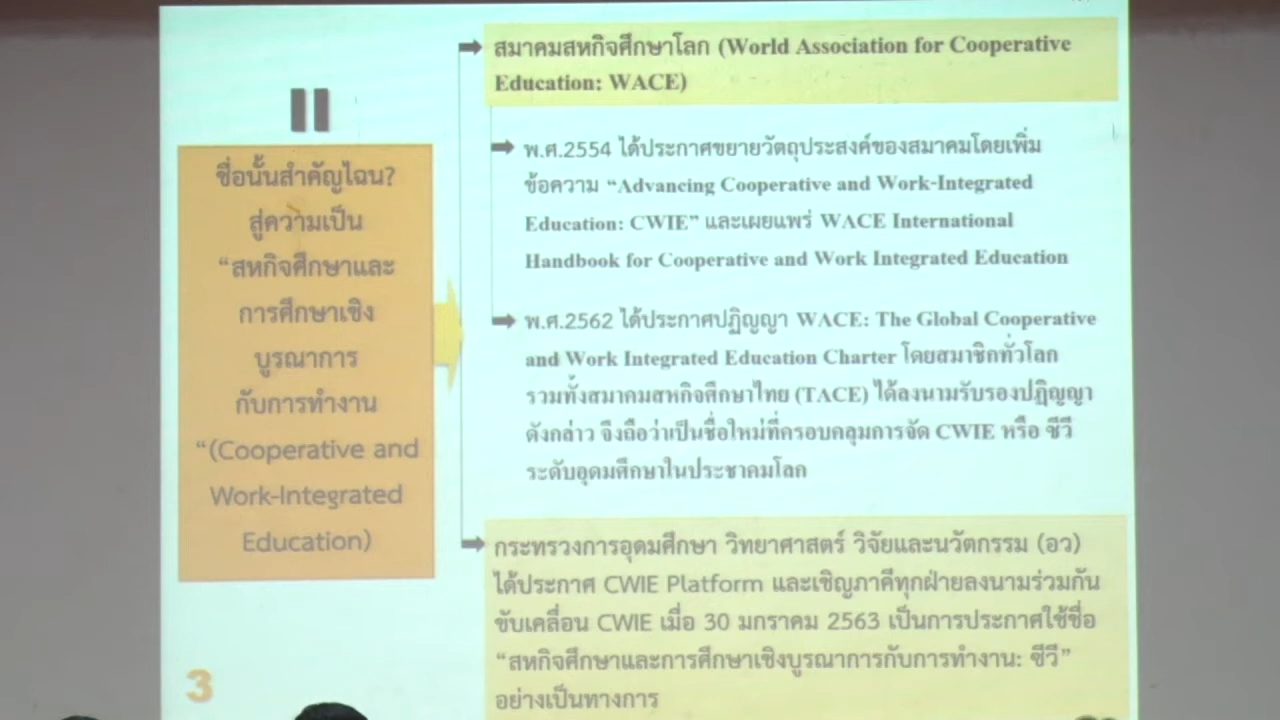 II
ชื่อนั้นสำคัญไฉน?
สู่ความเป็น
“สหกิจศึกษาและ
การศึกษาเชิง
บูรณาการ
กับการทำงาน
“(Cooperative and
Work-Integrated
Education)
สมาคมสหกิจศึกษาโลก (World Association for Cooperative
Education: WACE)
พ.ศ.2554 ได้ประกาศขยายวัตถุประสงค์ของสมาคมโดยเพิ่ม
ข้อความ “Advancing Cooperative and Work-Integrated
Education: CWIE” และเผยแพร่ WACE International
Handbook for Cooperative and Work Integrated Education
พ.ศ.2562 ได้ประกาศปฏิญญา WACE: The Global Cooperative
and Work Integrated Education Charter โดยสมาชิกทั่วโลก
รวมทั้งสมาคมสหกิจศึกษาไทย (TACE) ได้ลงนามรับรองปฏิญญา
ดังกล่าว จึงถือว่าเป็นชื่อใหม่ที่ครอบคลุมการจัด CWIE หรือ ซีวี
ระดับอุดมศึกษาในประชาคมโลก
กระทรวงการอุดมศึกษา วิทยาศาสตร์ วิจัยและนวัตกรรม (อว)
ได้ประกาศ CWIE Platform และเชิญภาคีทุกฝ่ายลงนามร่วมกัน
ขับเคลื่อน CWIE เมื่อ 30 มกราคม 2563 เป็นการประกาศใช้ชื่อ
“สหกิจศึกษาและการศึกษาเชิงบูรณาการกับการทำงาน: ซีวี”
อย่างเป็นทางการ
3